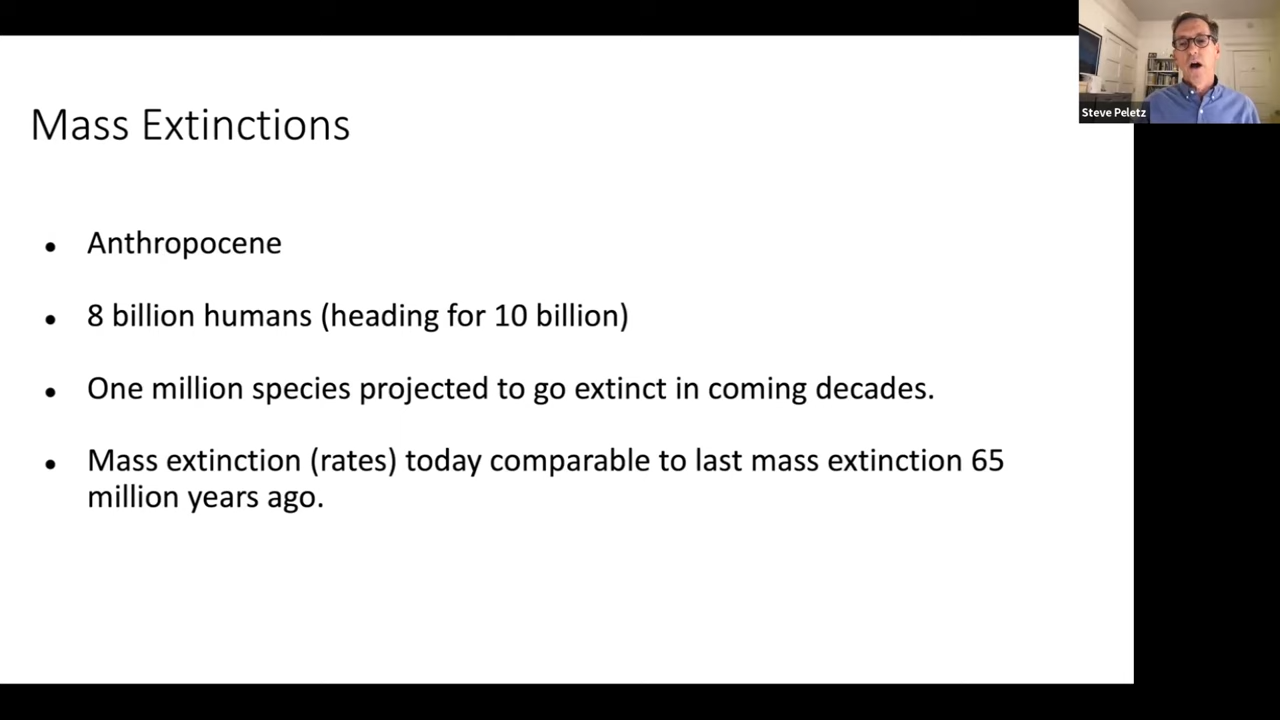 Mass Extinctions
Steve Peletz
• Anthropocene
• 8 billion humans (heading for 10 billion)
• One million species projected to go extinct in coming decades.
• Mass extinction (rates) today comparable to last mass extinction 65
million years ago.